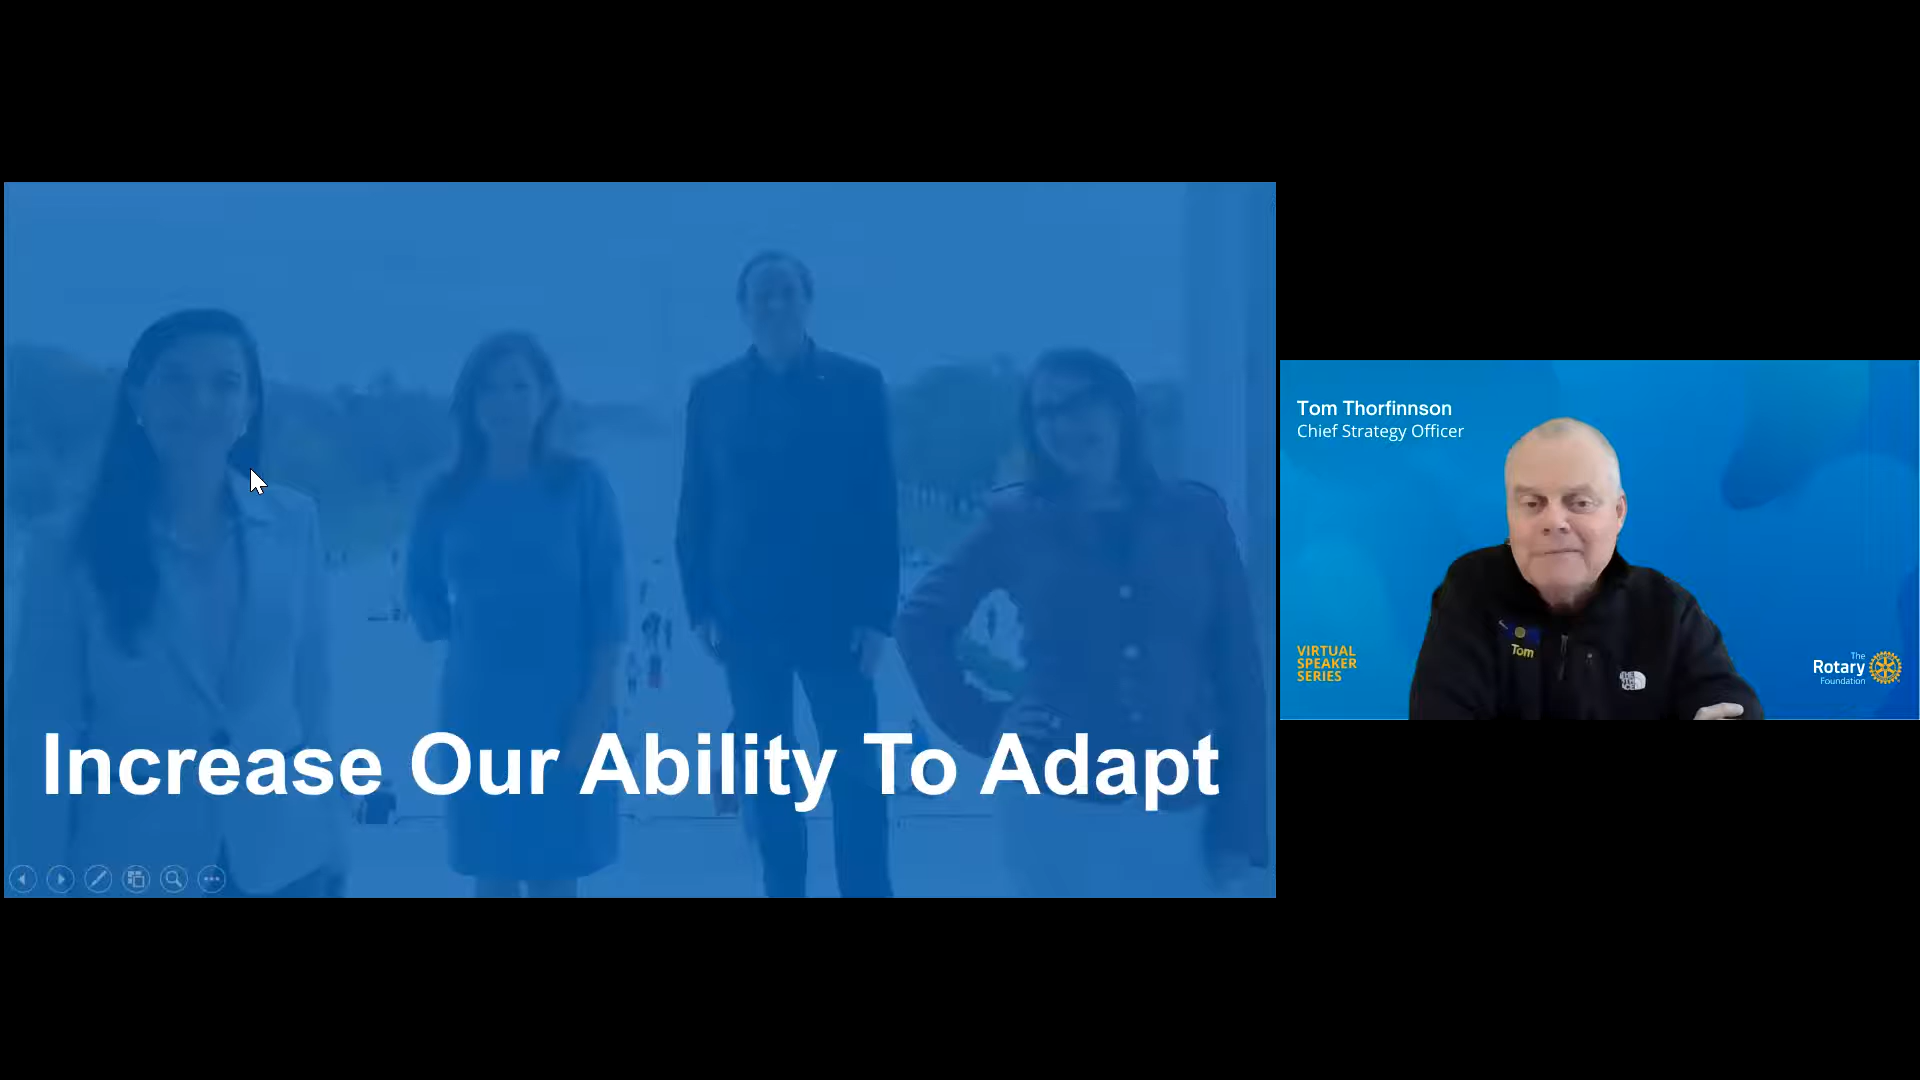 Increase Our Ability To Adapt
Tom Thorfinnson
Chief Strategy Officer
VIRTUAL
SPEAKER
SERIES
Tom
The
Rotary
Foundation